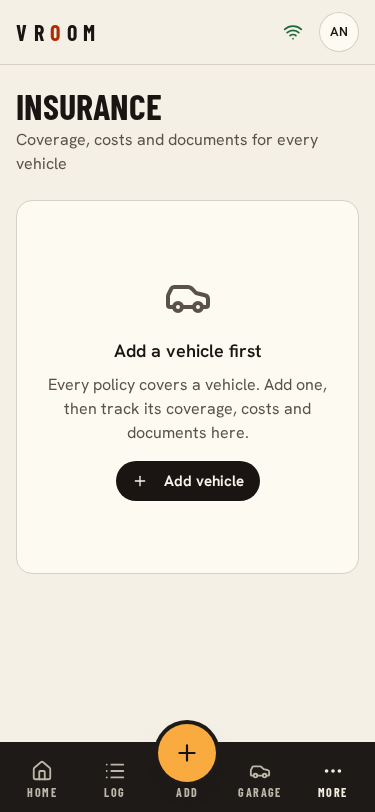 VROOM
AN
INSURANCE
Coverage, costs and documents for every
vehicle
Add a vehicle first
Every policy covers a vehicle. Add one,
then track its coverage, costs and
documents here.
Add vehicle
HOME
LOG
ADD
GARAGE
MORE